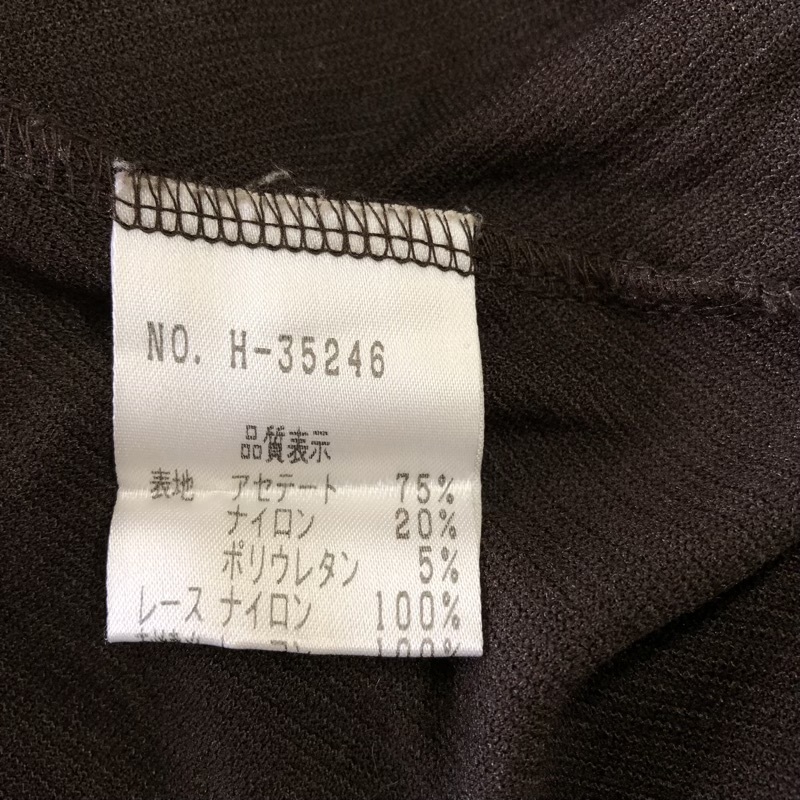 NO. H-35246
品質表示
表地 アセテート 75%
ナイロン 20%
ポリウレタン 5%
レース ナイロン 100%
100%